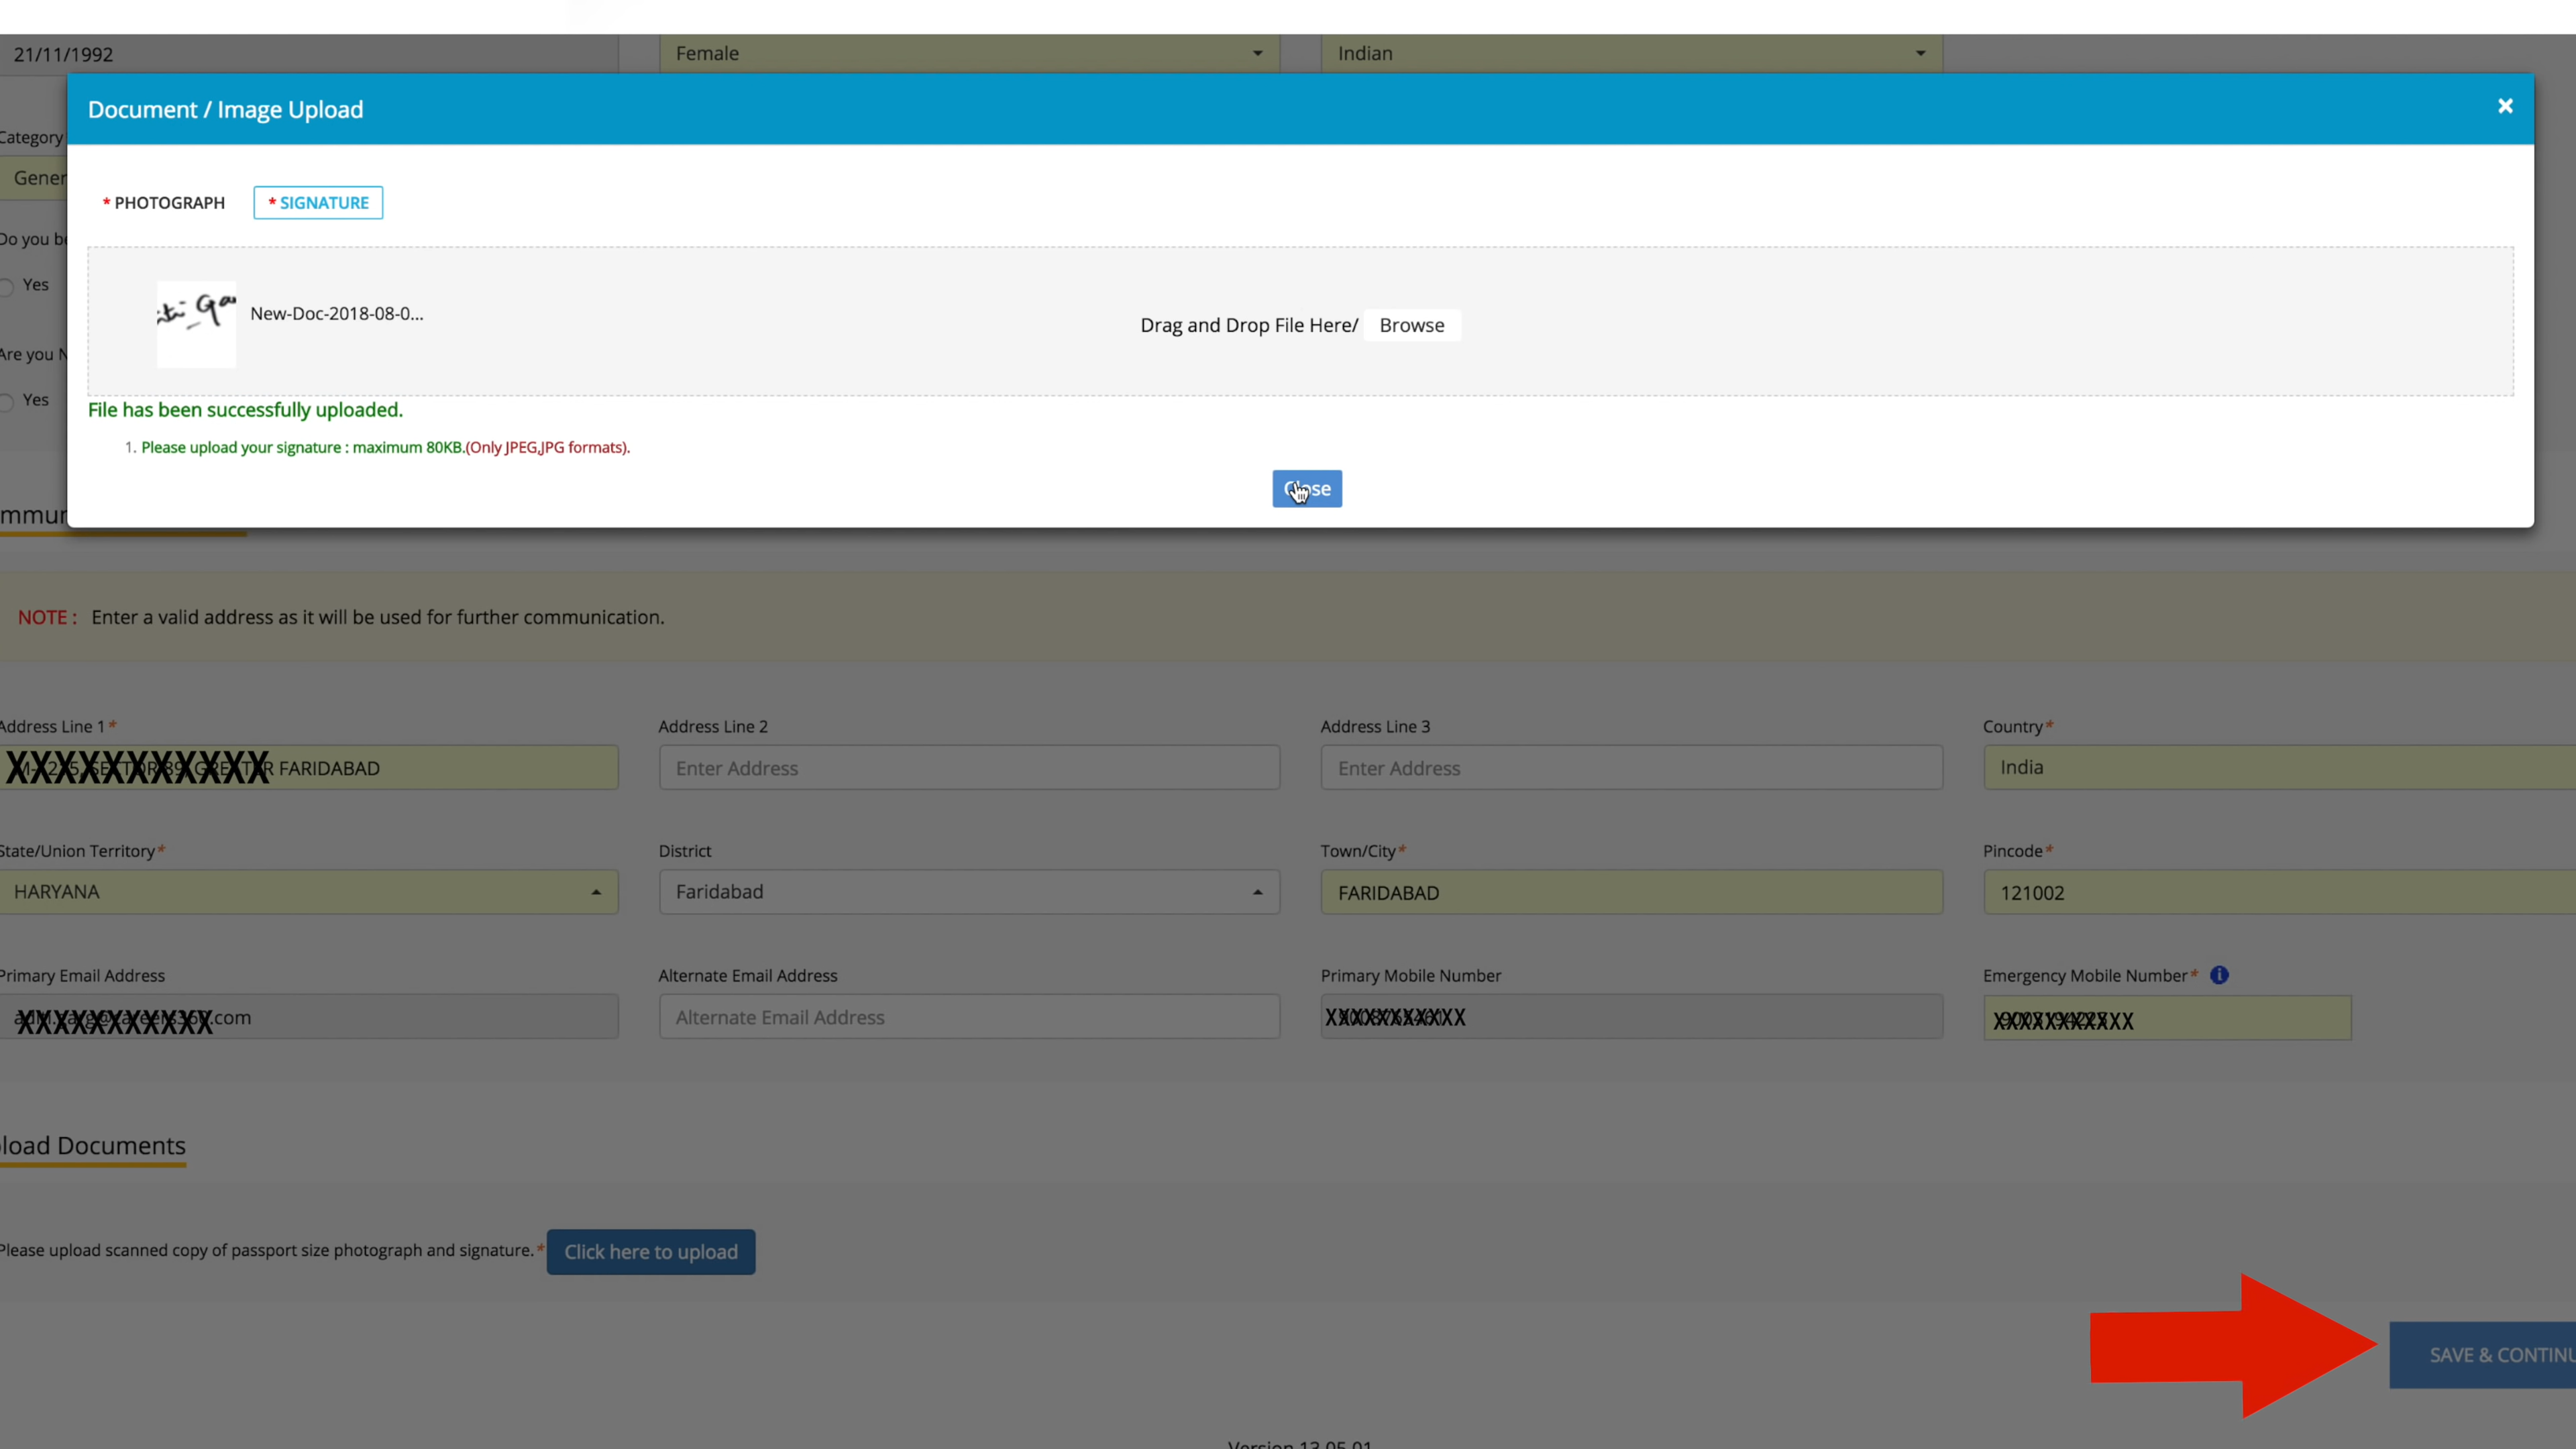 21/11/1992 Female Indian
Document / Image Upload ×
Category
Gener
* PHOTOGRAPH * SIGNATURE
Do you be
Yes
New-Doc-2018-08-0...
Drag and Drop File Here/ Browse
Are you N
Yes
File has been successfully uploaded.
1. Please upload your signature : maximum 80KB.(Only JPEG,JPG formats).
Close
mmun
NOTE : Enter a valid address as it will be used for further communication.
Address Line 1* Address Line 2 Address Line 3 Country*
XXXXXXXXXXX FARIDABAD Enter Address Enter Address India
State/Union Territory* District Town/City* Pincode*
HARYANA Faridabad FARIDABAD 121002
Primary Email Address Alternate Email Address Primary Mobile Number Emergency Mobile Number* i
XXXXXXXXXXX.com Alternate Email Address XXXXXXXXXXX XXXXXXXXXXX
load Documents
Please upload scanned copy of passport size photograph and signature.* Click here to upload
SAVE & CONTINU
Version 13.05.01